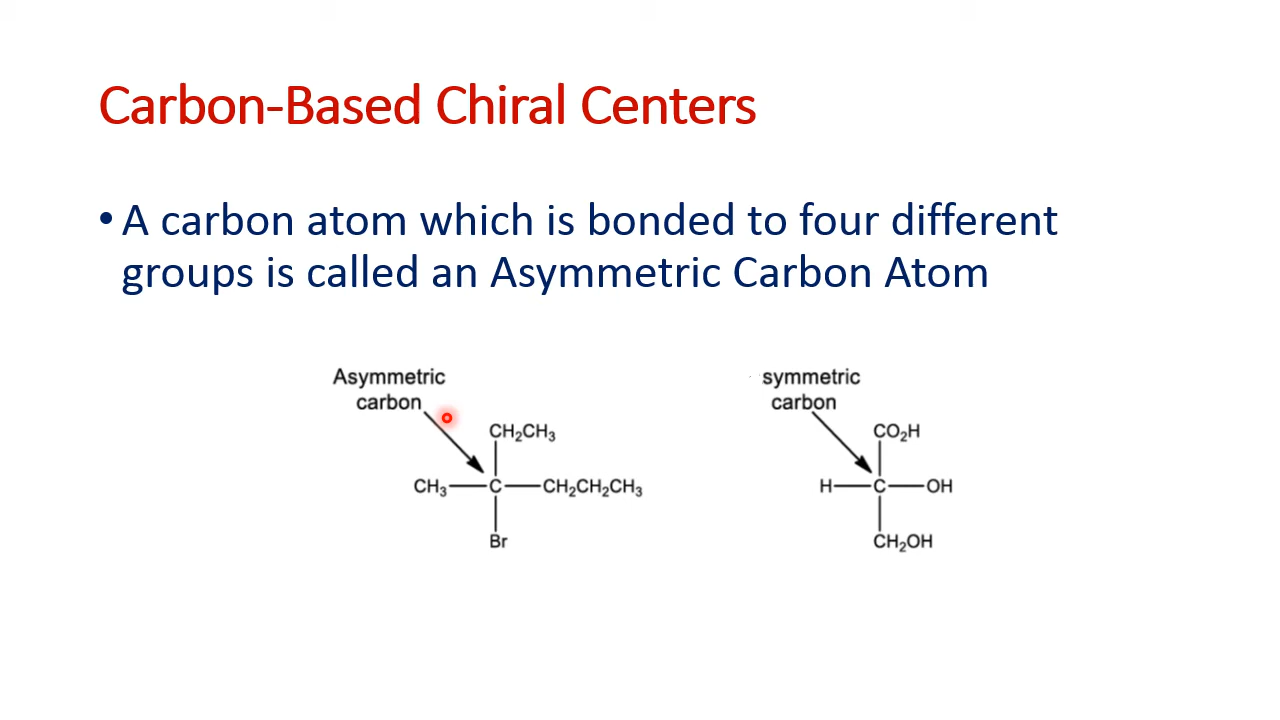 Carbon-Based Chiral Centers
• A carbon atom which is bonded to four different
groups is called an Asymmetric Carbon Atom
Asymmetric
carbon
CH₂CH₃
CH₃—C—CH₂CH₂CH₃
Br
symmetric
carbon
CO₂H
H—C—OH
CH₂OH